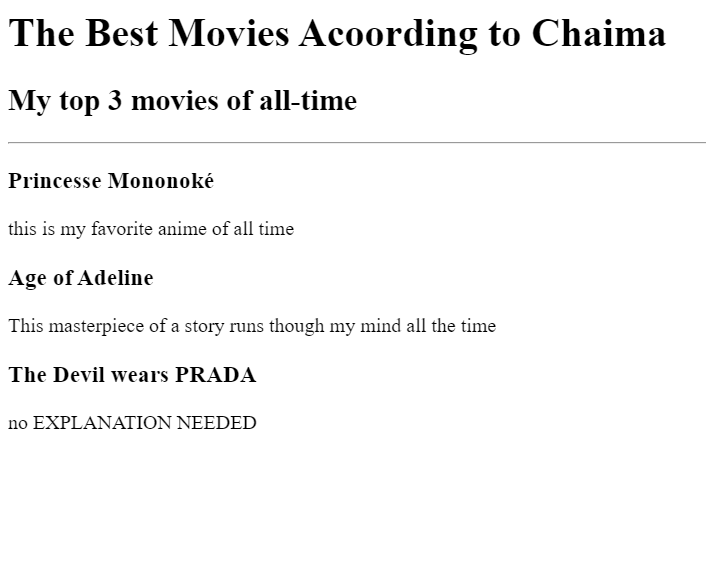 The Best Movies Acoording to Chaima
My top 3 movies of all-time
Princesse Mononoké
this is my favorite anime of all time
Age of Adeline
This masterpiece of a story runs though my mind all the time
The Devil wears PRADA
no EXPLANATION NEEDED